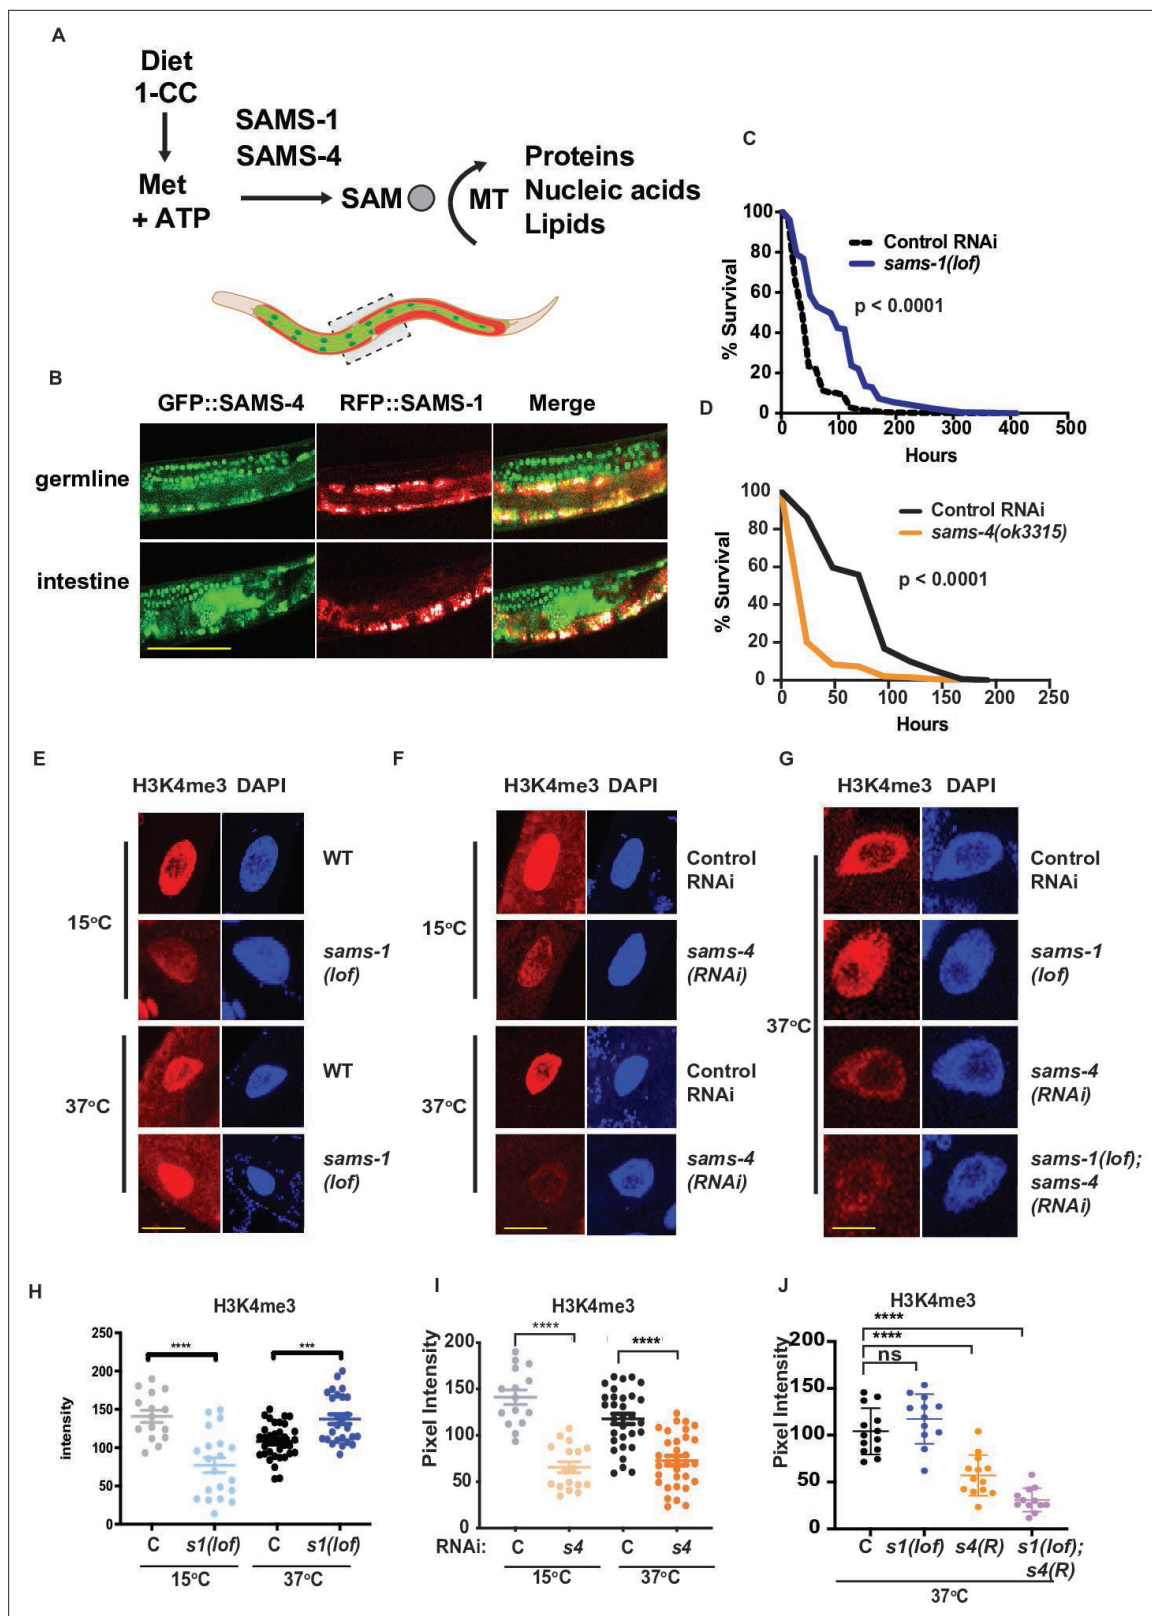 A
Diet
1-CC
SAMS-1
SAMS-4
Met
+ ATP
SAM
MT
Proteins
Nucleic acids
Lipids
B
GFP::SAMS-4 RFP::SAMS-1 Merge
germline
intestine
C
% Survival
100
80
60
40
20
0
Control RNAi
sams-1(lof)
p < 0.0001
0 100 200 300 400 500
Hours
D
% Survival
100
80
60
40
20
0
Control RNAi
sams-4(ok3315)
p < 0.0001
0 50 100 150 200 250
Hours
E
H3K4me3 DAPI
15°C
WT
sams-1
(lof)
37°C
WT
sams-1
(lof)
F
H3K4me3 DAPI
15°C
Control
RNAi
sams-4
(RNAi)
37°C
Control
RNAi
sams-4
(RNAi)
G
H3K4me3 DAPI
37°C
Control
RNAi
sams-1
(lof)
sams-4
(RNAi)
sams-1(lof);
sams-4
(RNAi)
H
H3K4me3
intensity
250
200
150
100
50
0
**** ***
C s1(lof) C s1(lof)
15°C 37°C
I
H3K4me3
Pixel Intensity
200
150
100
50
0
**** ****
RNAi: C s4 C s4
15°C 37°C
J
H3K4me3
Pixel Intensity
200
150
100
50
0
****
****
ns
C s1(lof) s4(R) s1(lof);
s4(R)
37°C